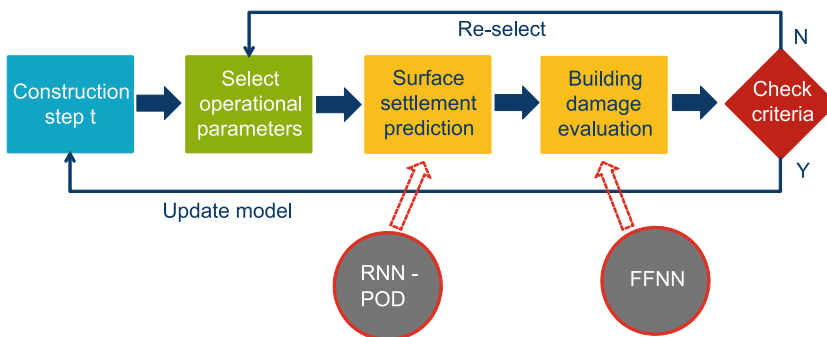 Re-select
N
Construction
step t
Select
operational
parameters
Surface
settlement
prediction
Building
damage
evaluation
Check
criteria
Y
Update model
RNN -
POD
FFNN